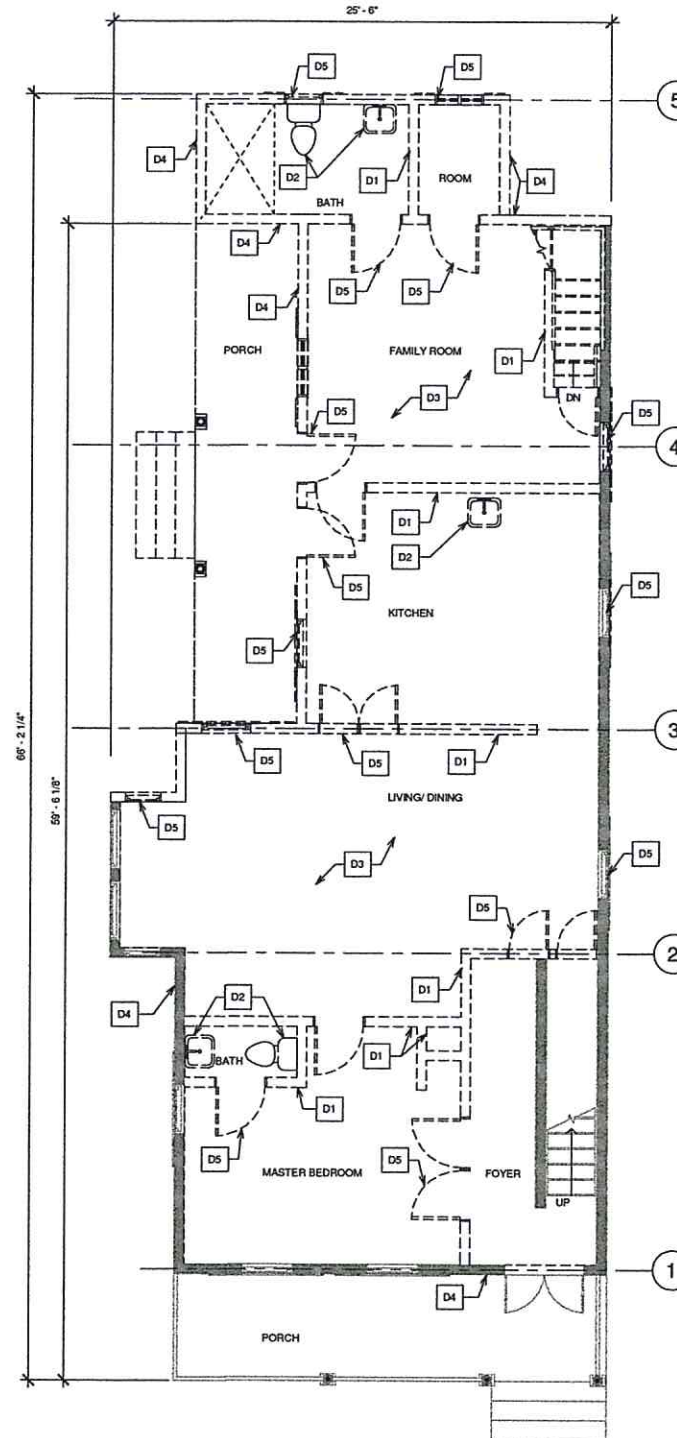 25' - 6"
D5
D5
5
D4
D2
D1
ROOM
D4
BATH
D4
D5
D5
D4
PORCH
FAMILY ROOM
D1
D3
DN
D5
D5
4
D1
D2
D5
D5
KITCHEN
D5
66' - 2 1/4"
59' - 6 1/8"
3
D5
D5
D1
LIVING/ DINING
D5
D3
D5
D5
2
D1
D4
D2
BATH
D1
D1
D5
MASTER BEDROOM
D5
FOYER
UP
1
D4
PORCH